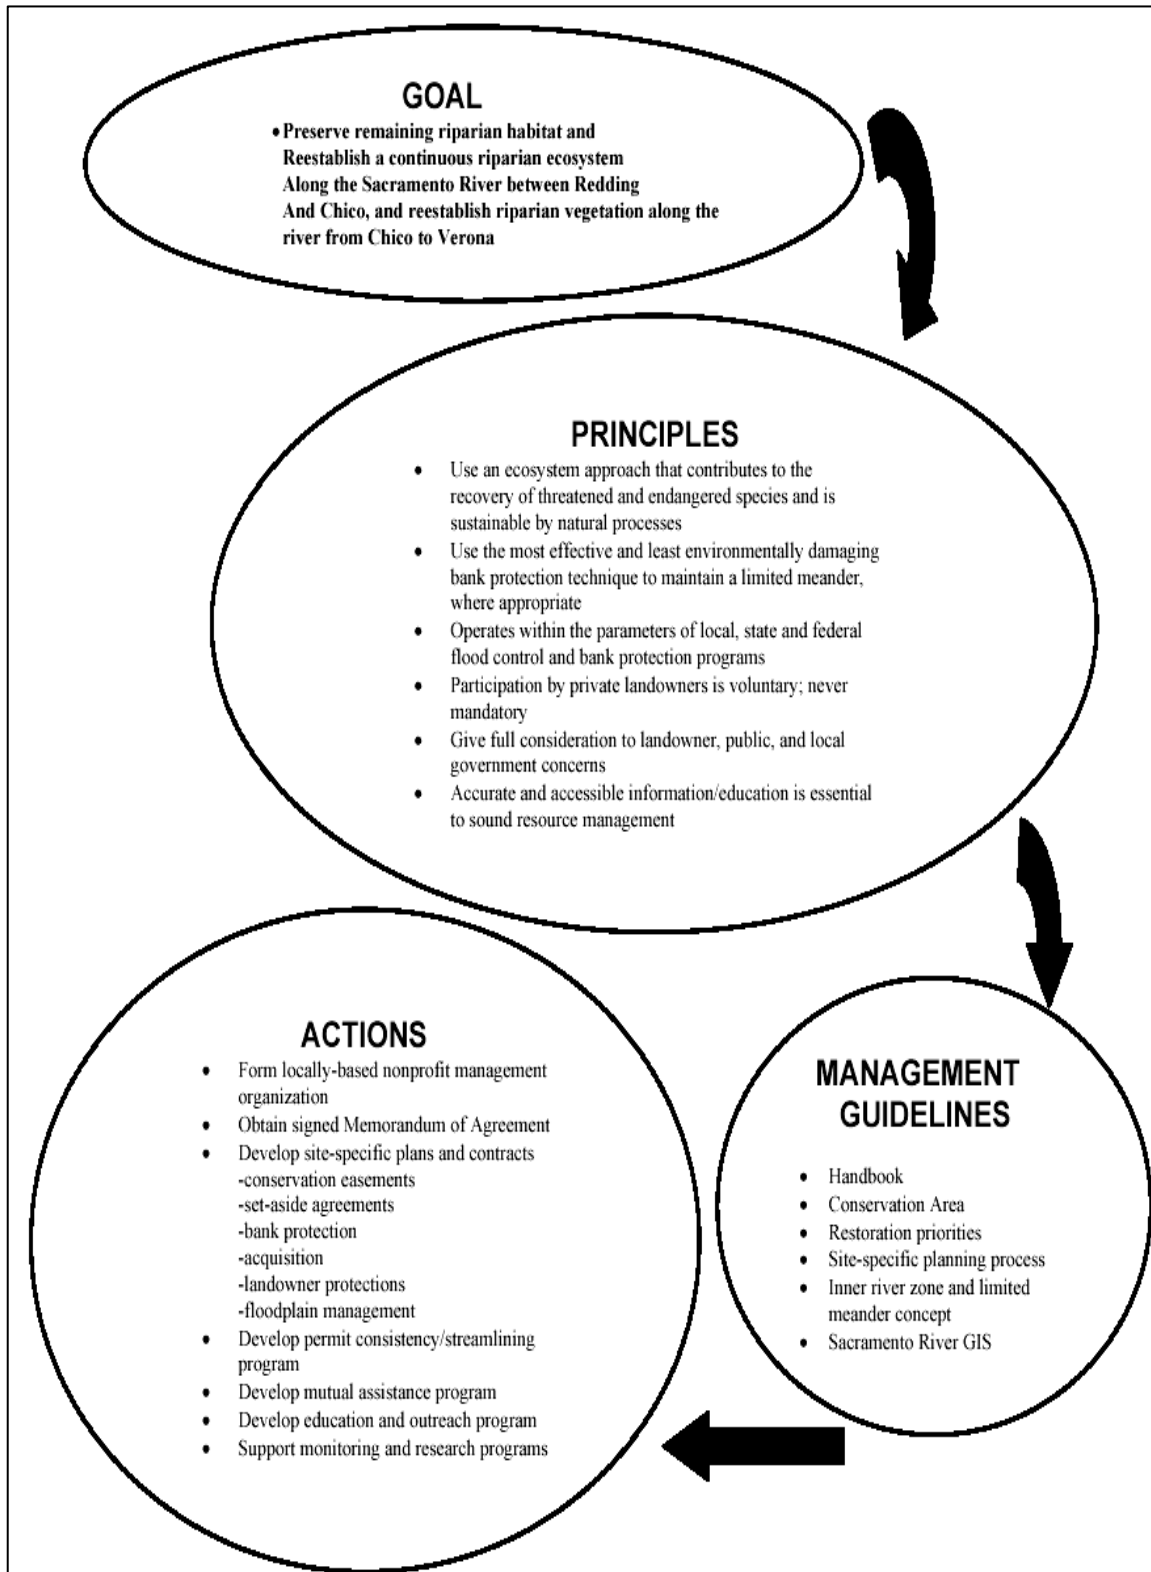 GOAL
• Preserve remaining riparian habitat and
Reestablish a continuous riparian ecosystem
Along the Sacramento River between Redding
And Chico, and reestablish riparian vegetation along the
river from Chico to Verona
PRINCIPLES
• Use an ecosystem approach that contributes to the
recovery of threatened and endangered species and is
sustainable by natural processes
• Use the most effective and least environmentally damaging
bank protection technique to maintain a limited meander,
where appropriate
• Operates within the parameters of local, state and federal
flood control and bank protection programs
• Participation by private landowners is voluntary; never
mandatory
• Give full consideration to landowner, public, and local
government concerns
• Accurate and accessible information/education is essential
to sound resource management
MANAGEMENT
GUIDELINES
• Handbook
• Conservation Area
• Restoration priorities
• Site-specific planning process
• Inner river zone and limited
meander concept
• Sacramento River GIS
ACTIONS
• Form locally-based nonprofit management
organization
• Obtain signed Memorandum of Agreement
• Develop site-specific plans and contracts
-conservation easements
-set-aside agreements
-bank protection
-acquisition
-landowner protections
-floodplain management
• Develop permit consistency/streamlining
program
• Develop mutual assistance program
• Develop education and outreach program
• Support monitoring and research programs